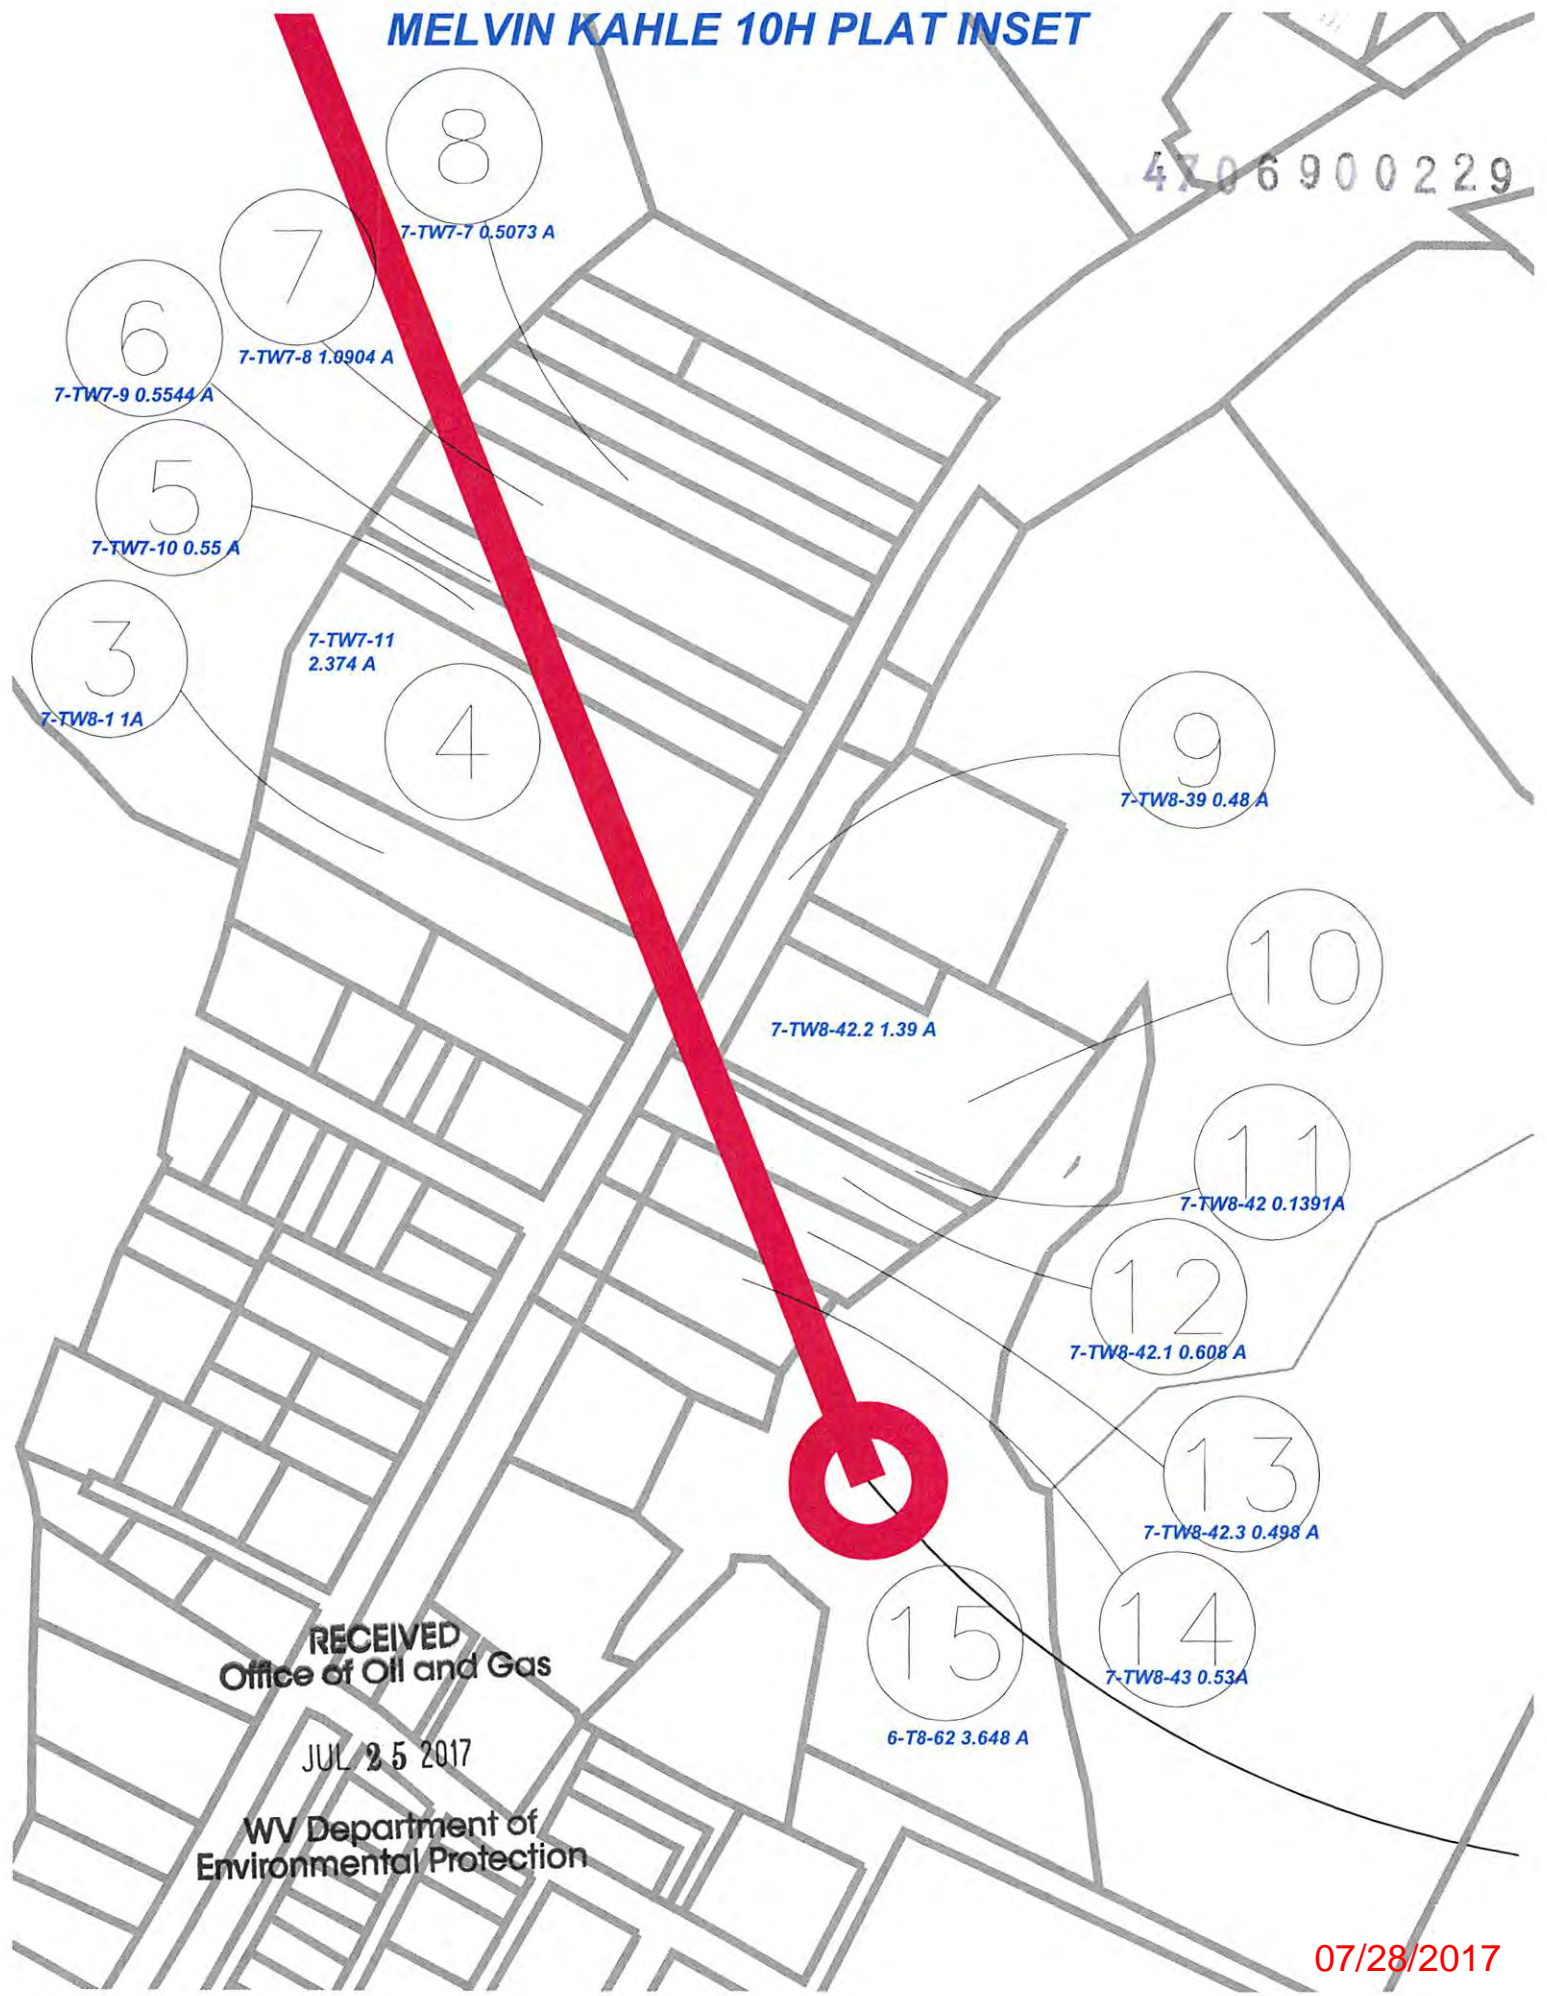 MELVIN KAHLE 10H PLAT INSET
4706900229
8
7-TW7-7 0.5073 A
7
7-TW7-8 1.0904 A
6
7-TW7-9 0.5544 A
5
7-TW7-10 0.55 A
3
7-TW8-1 1A
7-TW7-11
2.374 A
4
9
7-TW8-39 0.48 A
10
7-TW8-42.2 1.39 A
11
7-TW8-42 0.1391A
12
7-TW8-42.1 0.608 A
13
7-TW8-42.3 0.498 A
14
7-TW8-43 0.53A
15
6-T8-62 3.648 A
RECEIVED
Office of Oil and Gas
JUL 25 2017
WV Department of
Environmental Protection
07/28/2017